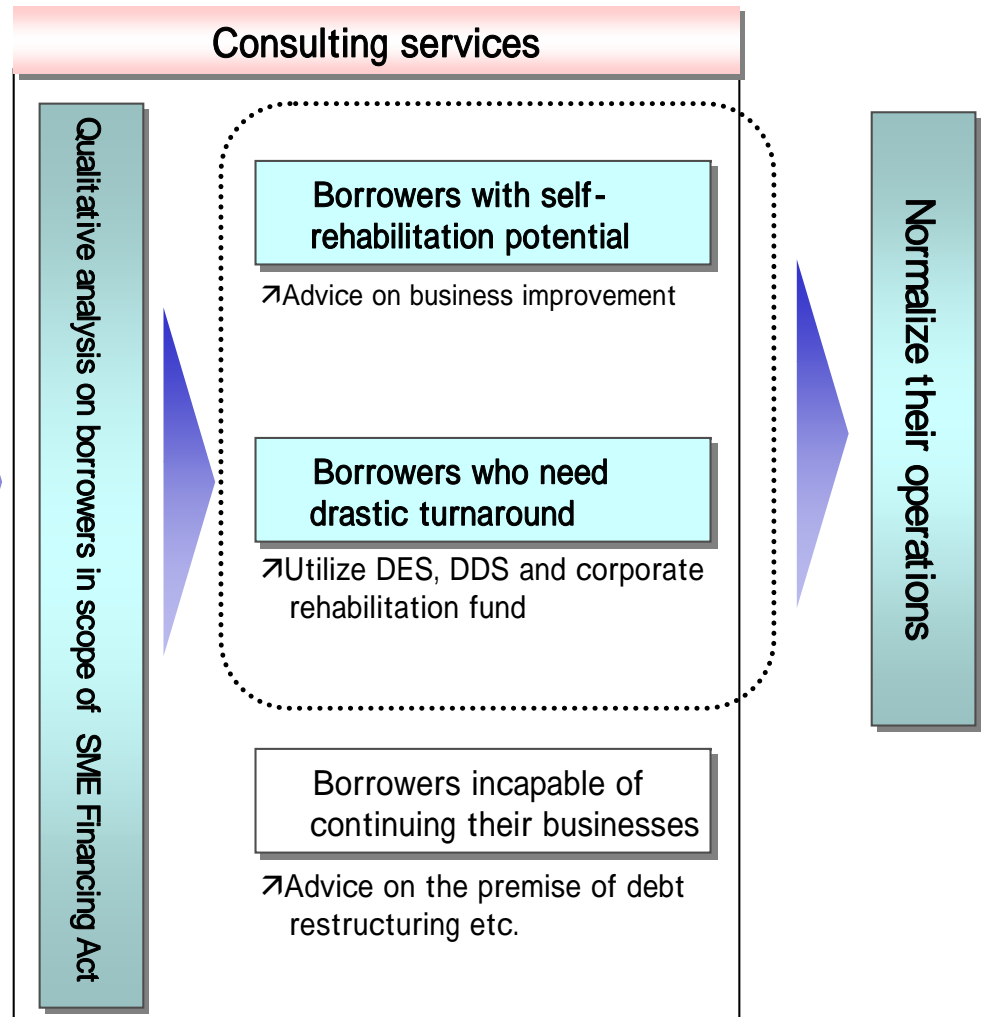 Consulting services
Qualitative analysis on borrowers in scope of SME Financing Act
Borrowers with self-
rehabilitation potential
↗Advice on business improvement
Borrowers who need
drastic turnaround
↗Utilize DES, DDS and corporate
rehabilitation fund
Borrowers incapable of
continuing their businesses
↗Advice on the premise of debt
restructuring etc.
Normalize their operations